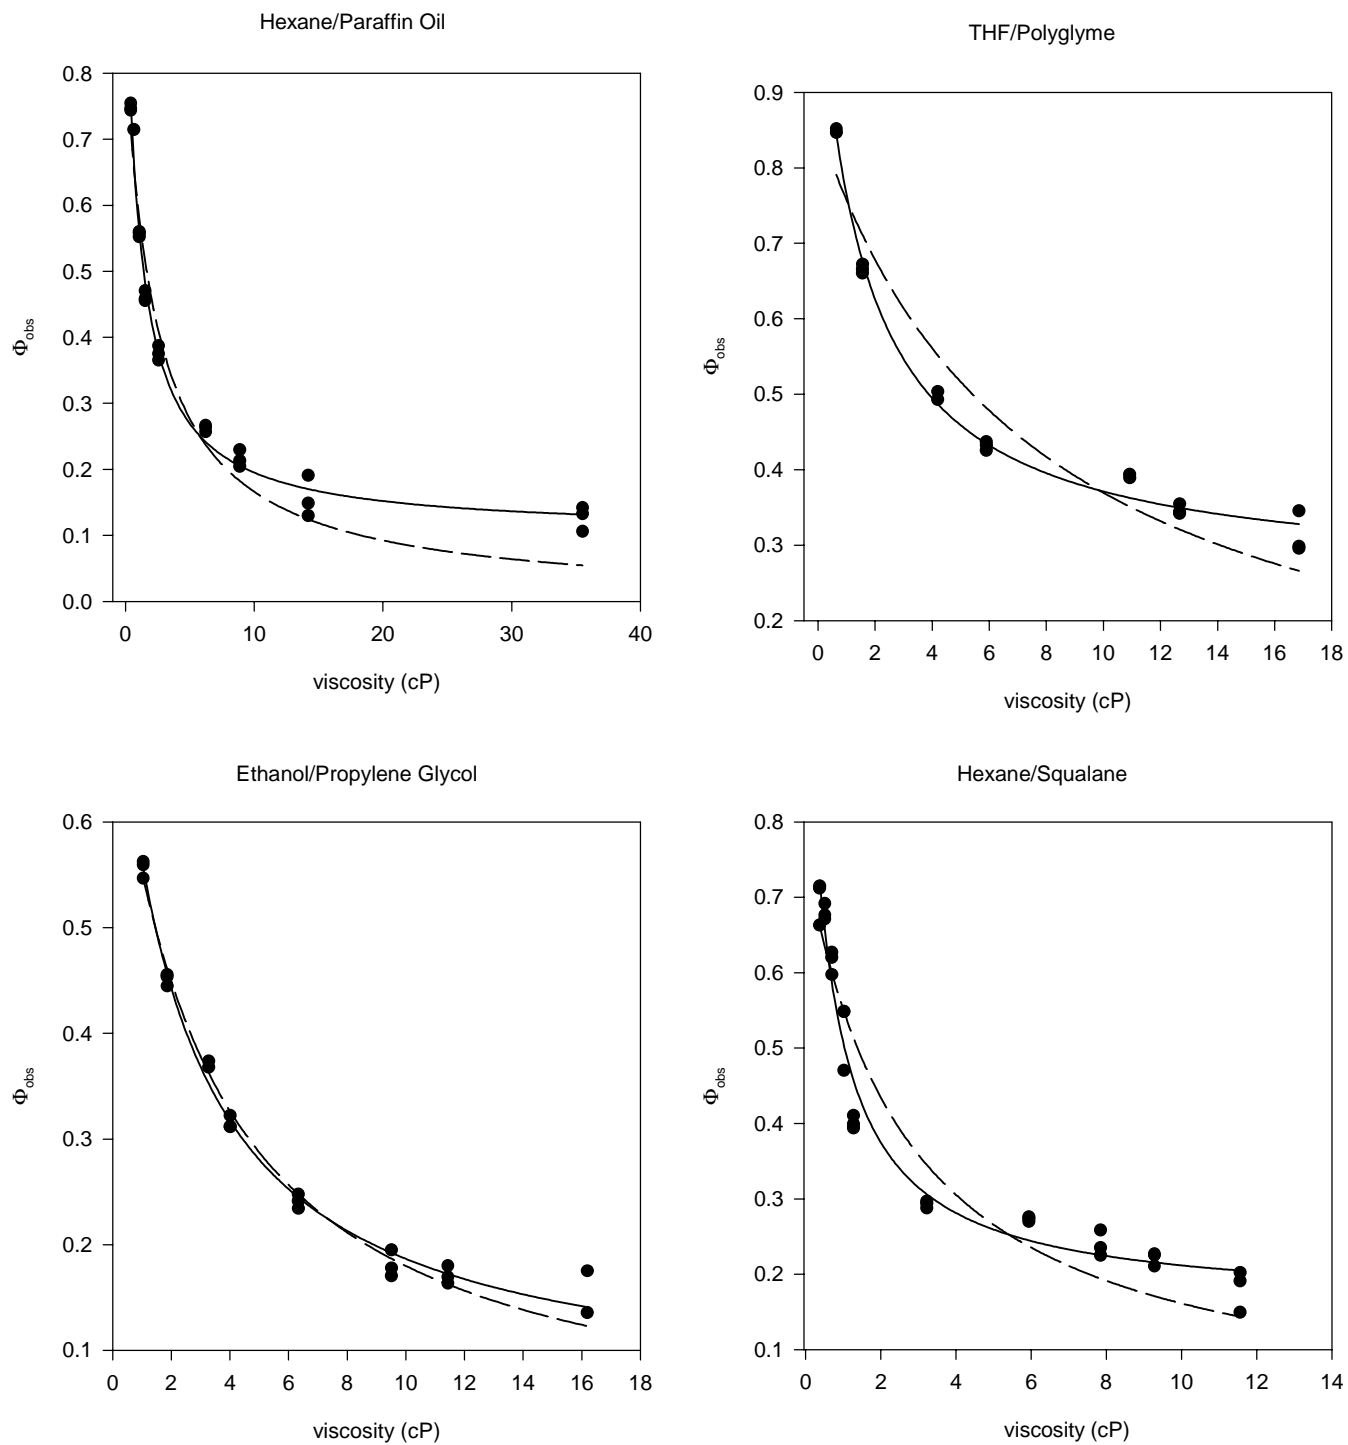 Hexane/Paraffin Oil
0.8
0.7
0.6
0.5
0.4
0.3
0.2
0.1
0.0
Φobs
0 10 20 30 40
viscosity (cP)
THF/Polyglyme
0.9
0.8
0.7
0.6
0.5
0.4
0.3
0.2
Φobs
0 2 4 6 8 10 12 14 16 18
viscosity (cP)
Ethanol/Propylene Glycol
0.6
0.5
0.4
0.3
0.2
0.1
Φobs
0 2 4 6 8 10 12 14 16 18
viscosity (cP)
Hexane/Squalane
0.8
0.7
0.6
0.5
0.4
0.3
0.2
0.1
Φobs
0 2 4 6 8 10 12 14
viscosity (cP)